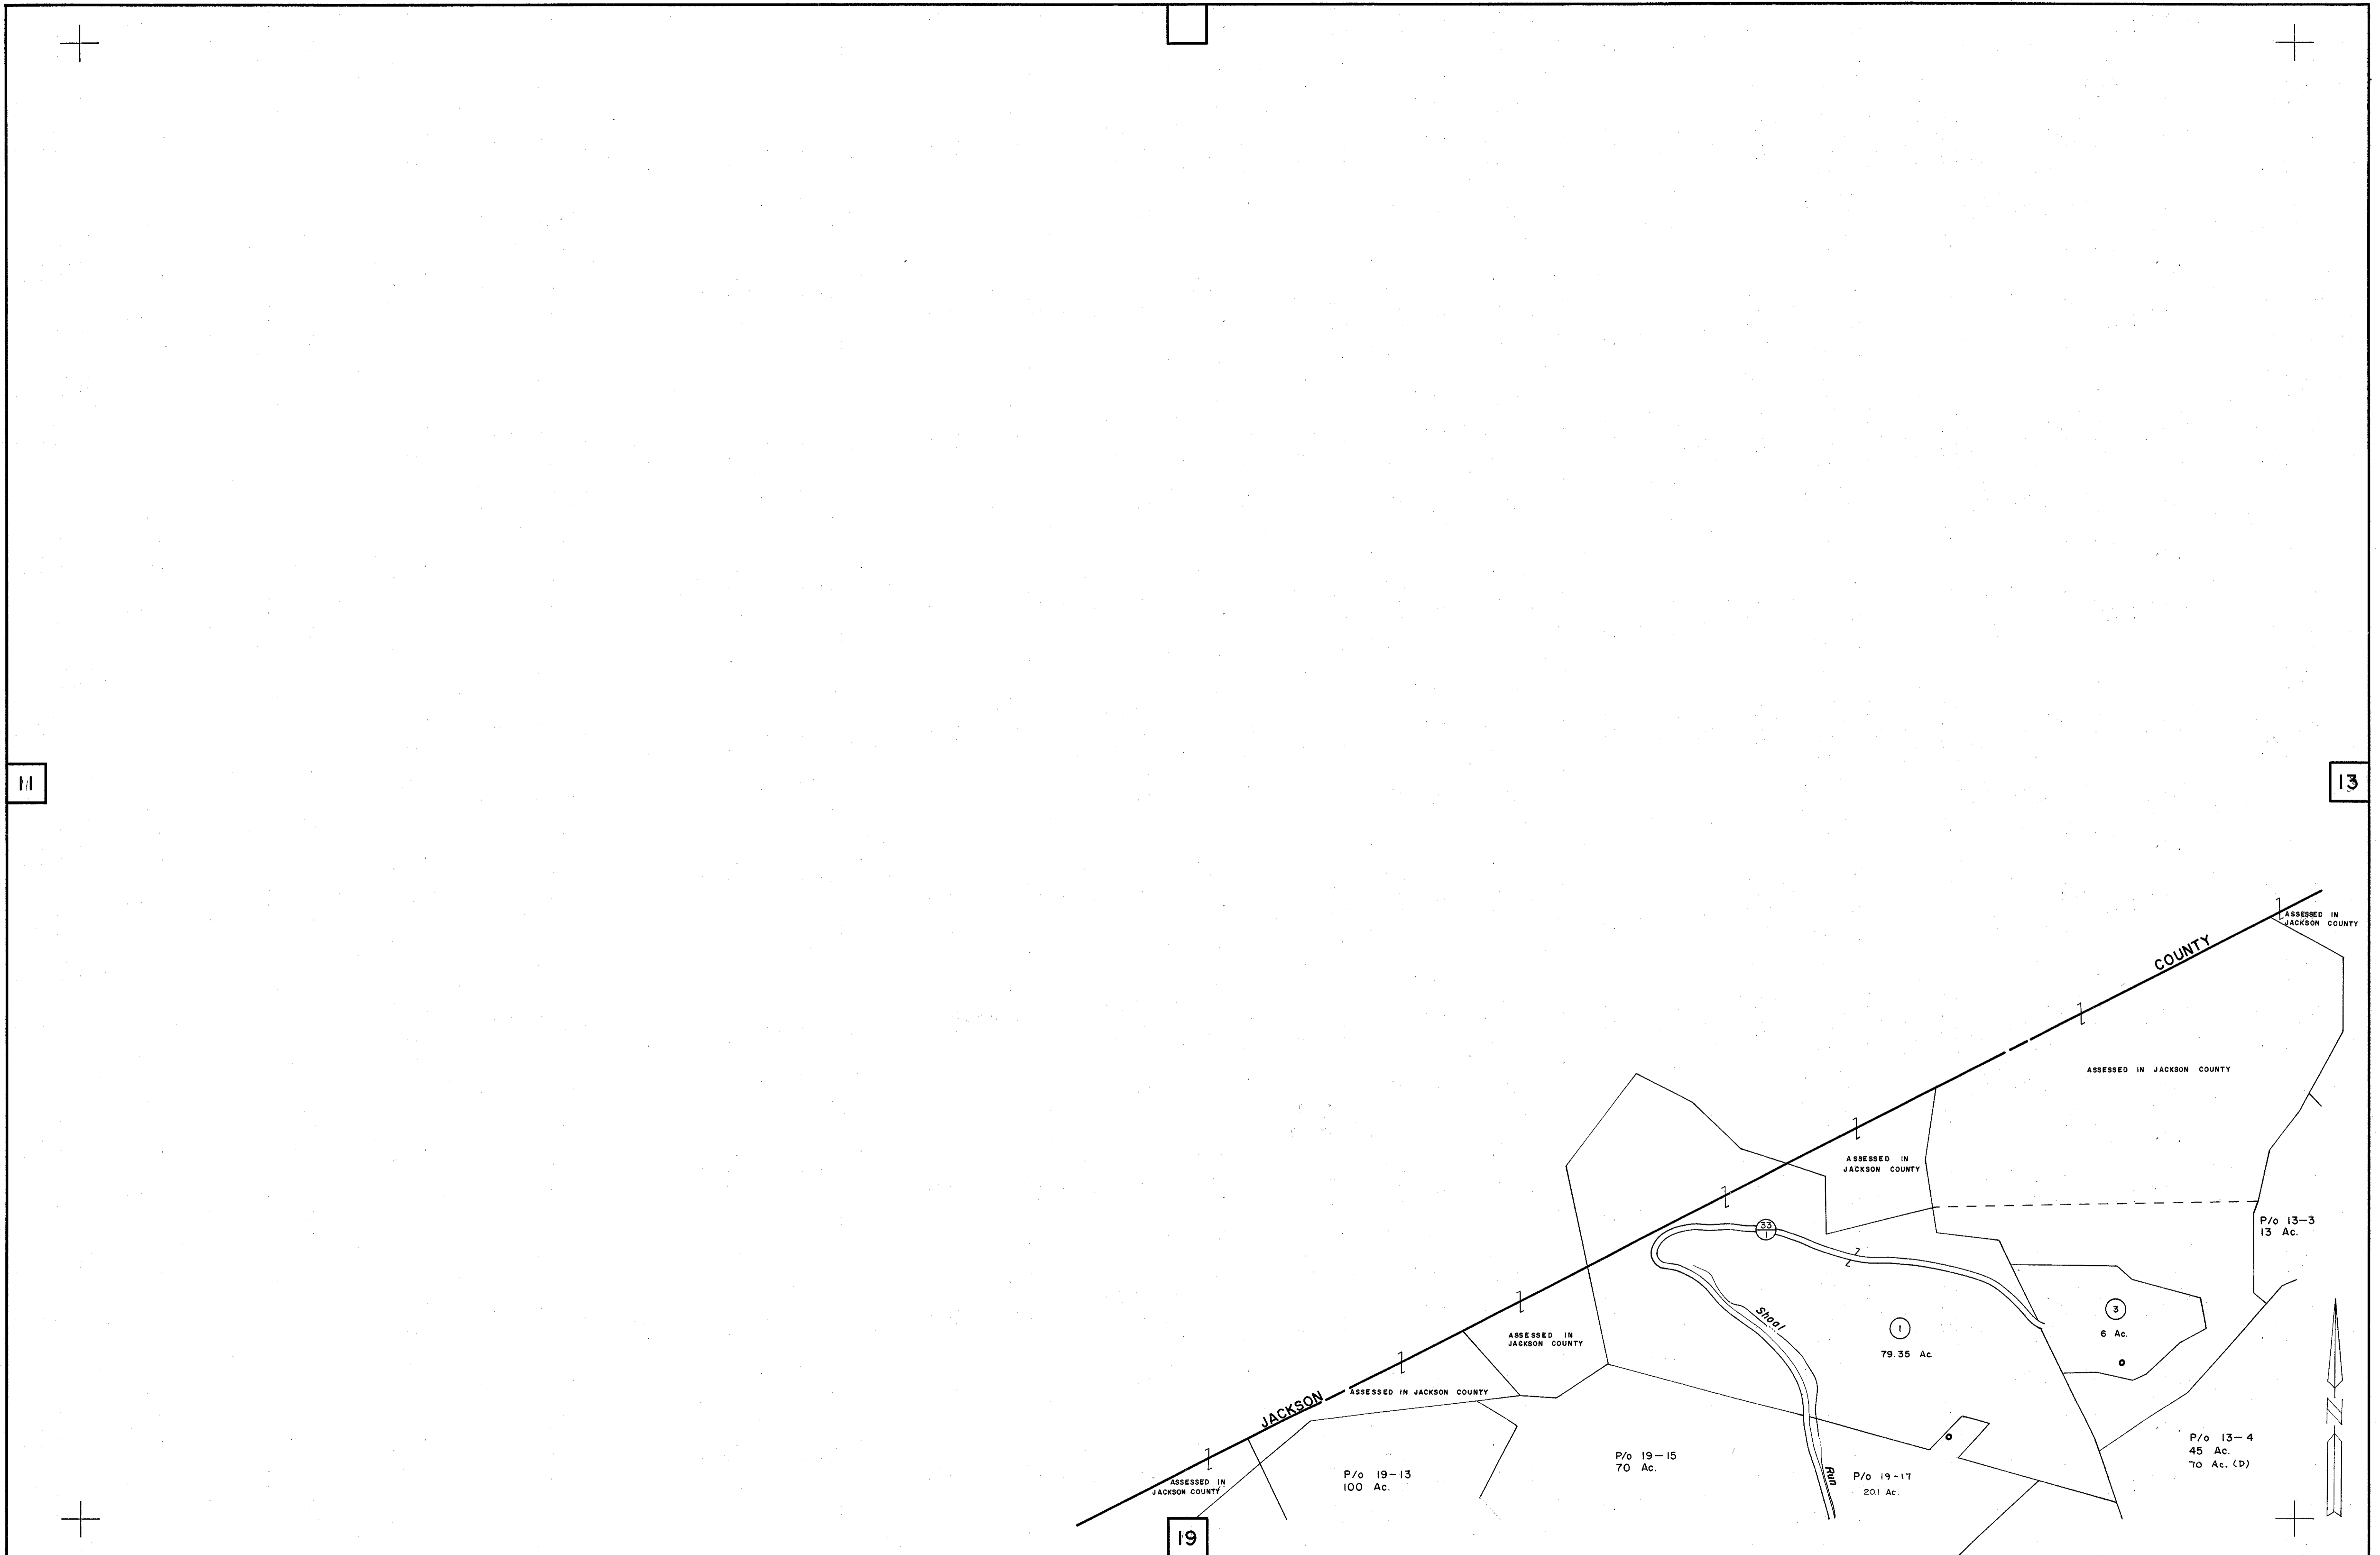 11
13
ASSESSED IN
JACKSON COUNTY
COUNTY
ASSESSED IN JACKSON COUNTY
ASSESSED IN
JACKSON COUNTY
P/o 13-3
13 Ac.
33
1
Shoal
3
6 Ac.
1
79.35 Ac.
ASSESSED IN
JACKSON COUNTY
ASSESSED IN JACKSON COUNTY
JACKSON
N
P/o 13-4
45 Ac.
70 Ac. (D)
P/o 19-15
70 Ac.
P/o 19-13
100 Ac.
Run
P/o 19-17
20.1 Ac.
ASSESSED IN
JACKSON COUNTY
19